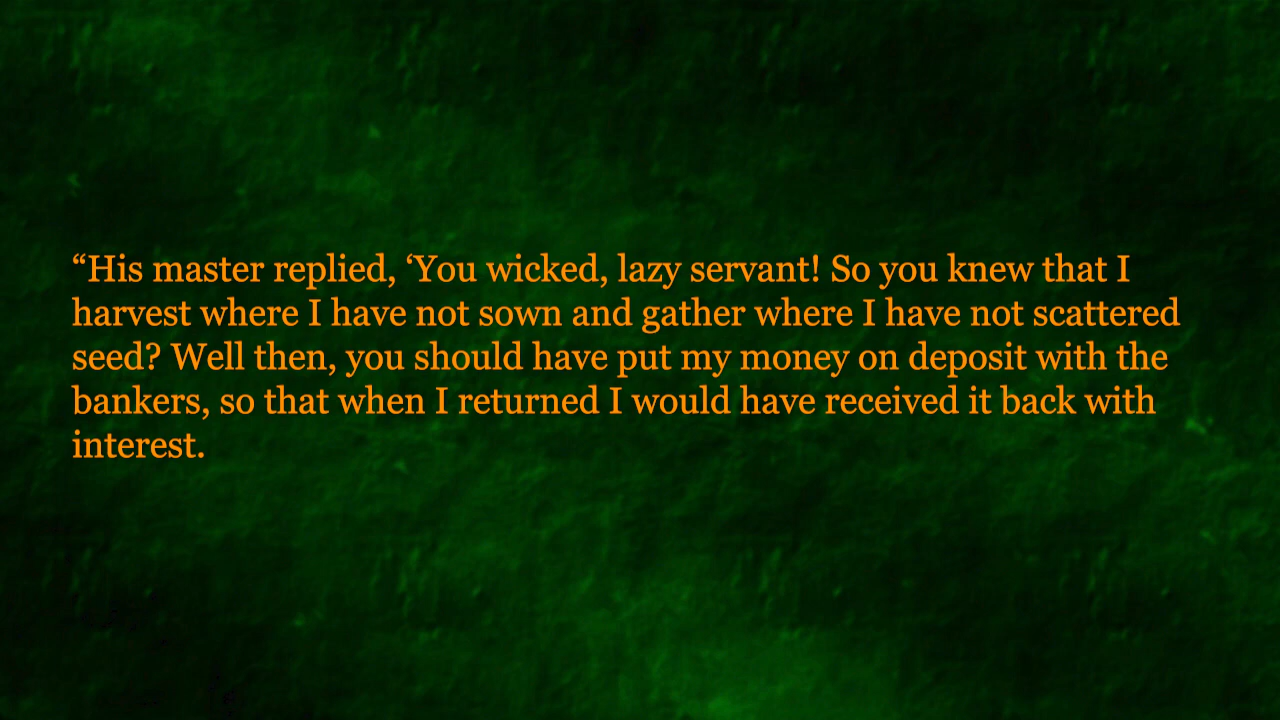 “His master replied, ‘You wicked, lazy servant! So you knew that I
harvest where I have not sown and gather where I have not scattered
seed? Well then, you should have put my money on deposit with the
bankers, so that when I returned I would have received it back with
interest.